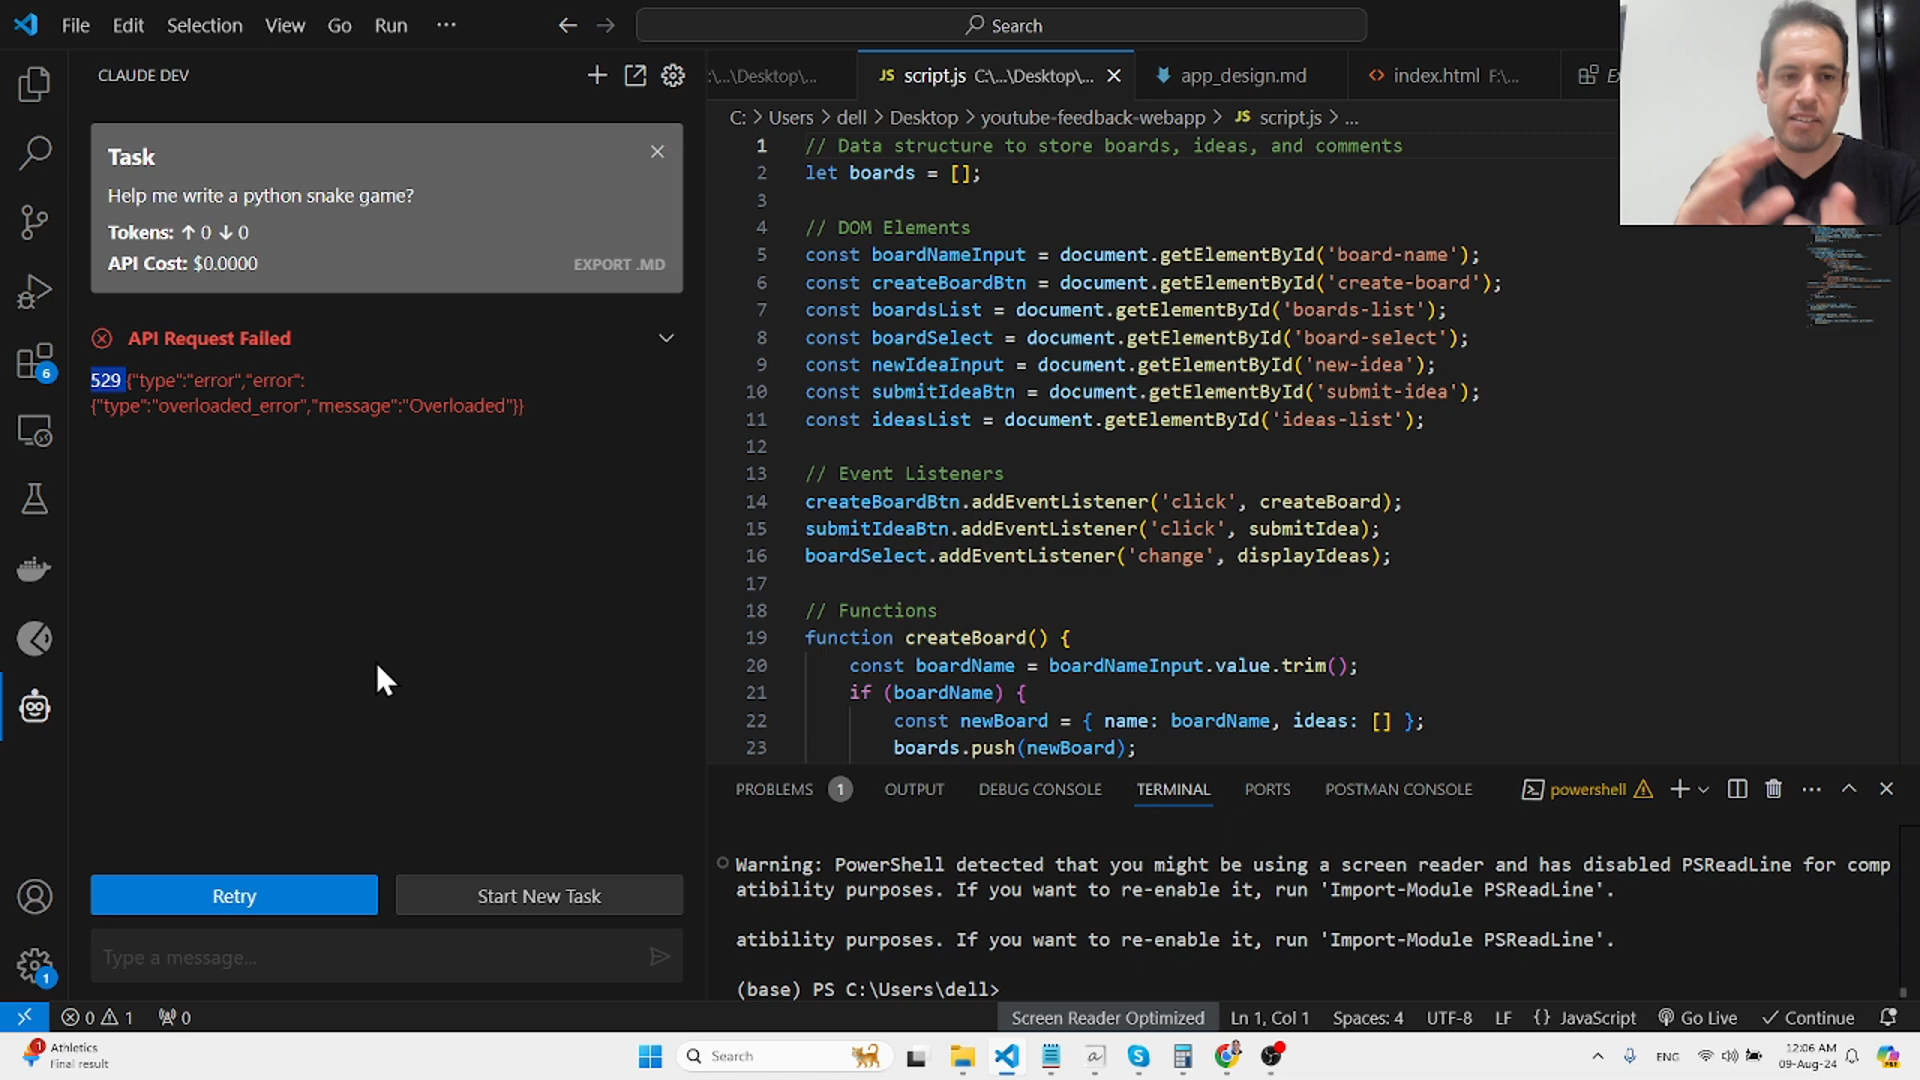 File Edit Selection View Go Run ···
Search
CLAUDE DEV
:\...\Desktop\...
JS script.js C:\...\Desktop\...
app_design.md
<> index.html F:\...
C: > Users > dell > Desktop > youtube-feedback-webapp > JS script.js > ...
Task
Help me write a python snake game?
Tokens: ↑ 0 ↓ 0
API Cost: $0.0000
EXPORT .MD
API Request Failed
529 {"type":"error","error":
{"type":"overloaded_error","message":"Overloaded"}}
1 // Data structure to store boards, ideas, and comments
2 let boards = [];
3
4 // DOM Elements
5 const boardNameInput = document.getElementById('board-name');
6 const createBoardBtn = document.getElementById('create-board');
7 const boardsList = document.getElementById('boards-list');
8 const boardSelect = document.getElementById('board-select');
9 const newIdeaInput = document.getElementById('new-idea');
10 const submitIdeaBtn = document.getElementById('submit-idea');
11 const ideasList = document.getElementById('ideas-list');
12
13 // Event Listeners
14 createBoardBtn.addEventListener('click', createBoard);
15 submitIdeaBtn.addEventListener('click', submitIdea);
16 boardSelect.addEventListener('change', displayIdeas);
17
18 // Functions
19 function createBoard() {
20 const boardName = boardNameInput.value.trim();
21 if (boardName) {
22 const newBoard = { name: boardName, ideas: [] };
23 boards.push(newBoard);
6
1
Retry
Start New Task
Type a message...
PROBLEMS 1 OUTPUT DEBUG CONSOLE TERMINAL PORTS POSTMAN CONSOLE
powershell
Warning: PowerShell detected that you might be using a screen reader and has disabled PSReadLine for comp
atibility purposes. If you want to re-enable it, run 'Import-Module PSReadLine'.
atibility purposes. If you want to re-enable it, run 'Import-Module PSReadLine'.
(base) PS C:\Users\dell>
0 1 0
Screen Reader Optimized Ln 1, Col 1 Spaces: 4 UTF-8 LF {} JavaScript Go Live Continue
1 Athletics
Final result
Search
ENG
12:06 AM
09-Aug-24